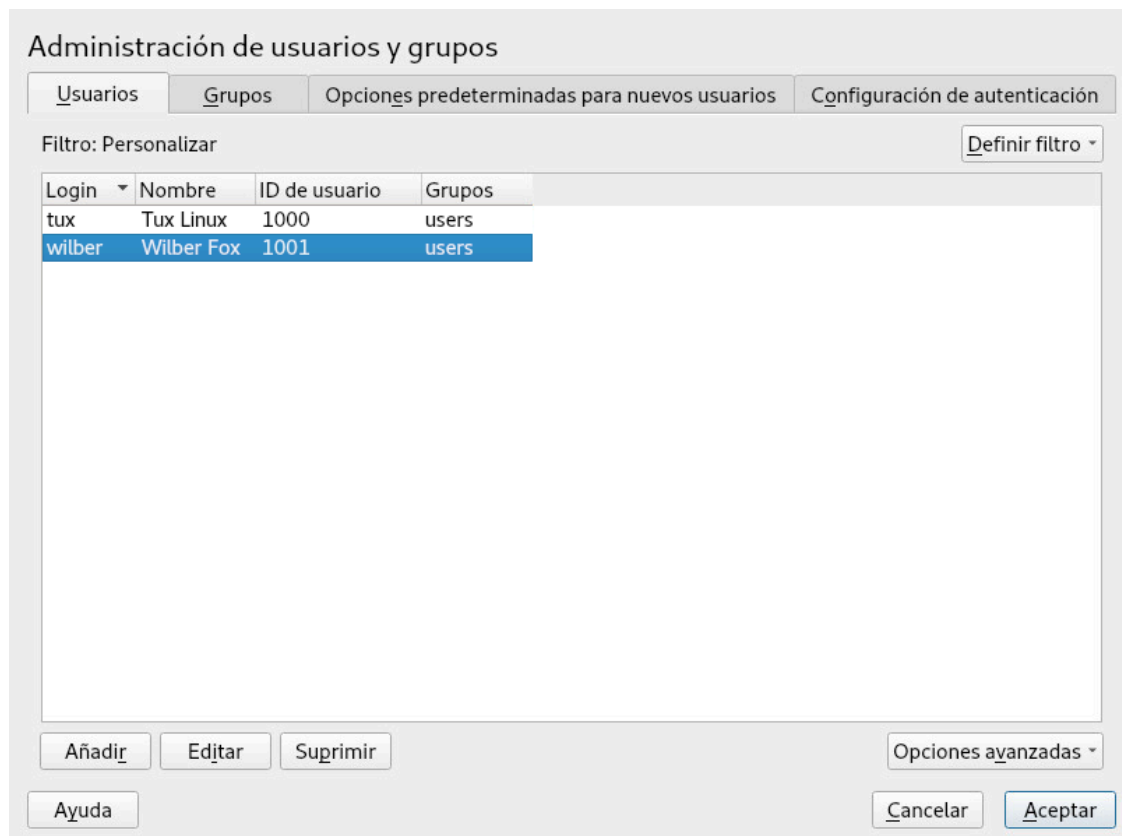 Administración de usuarios y grupos
Usuarios Grupos Opciones predeterminadas para nuevos usuarios Configuración de autenticación
Filtro: Personalizar Definir filtro
Login Nombre ID de usuario Grupos
tux Tux Linux 1000 users
wilber Wilber Fox 1001 users
Añadir Editar Suprimir Opciones avanzadas
Ayuda Cancelar Aceptar